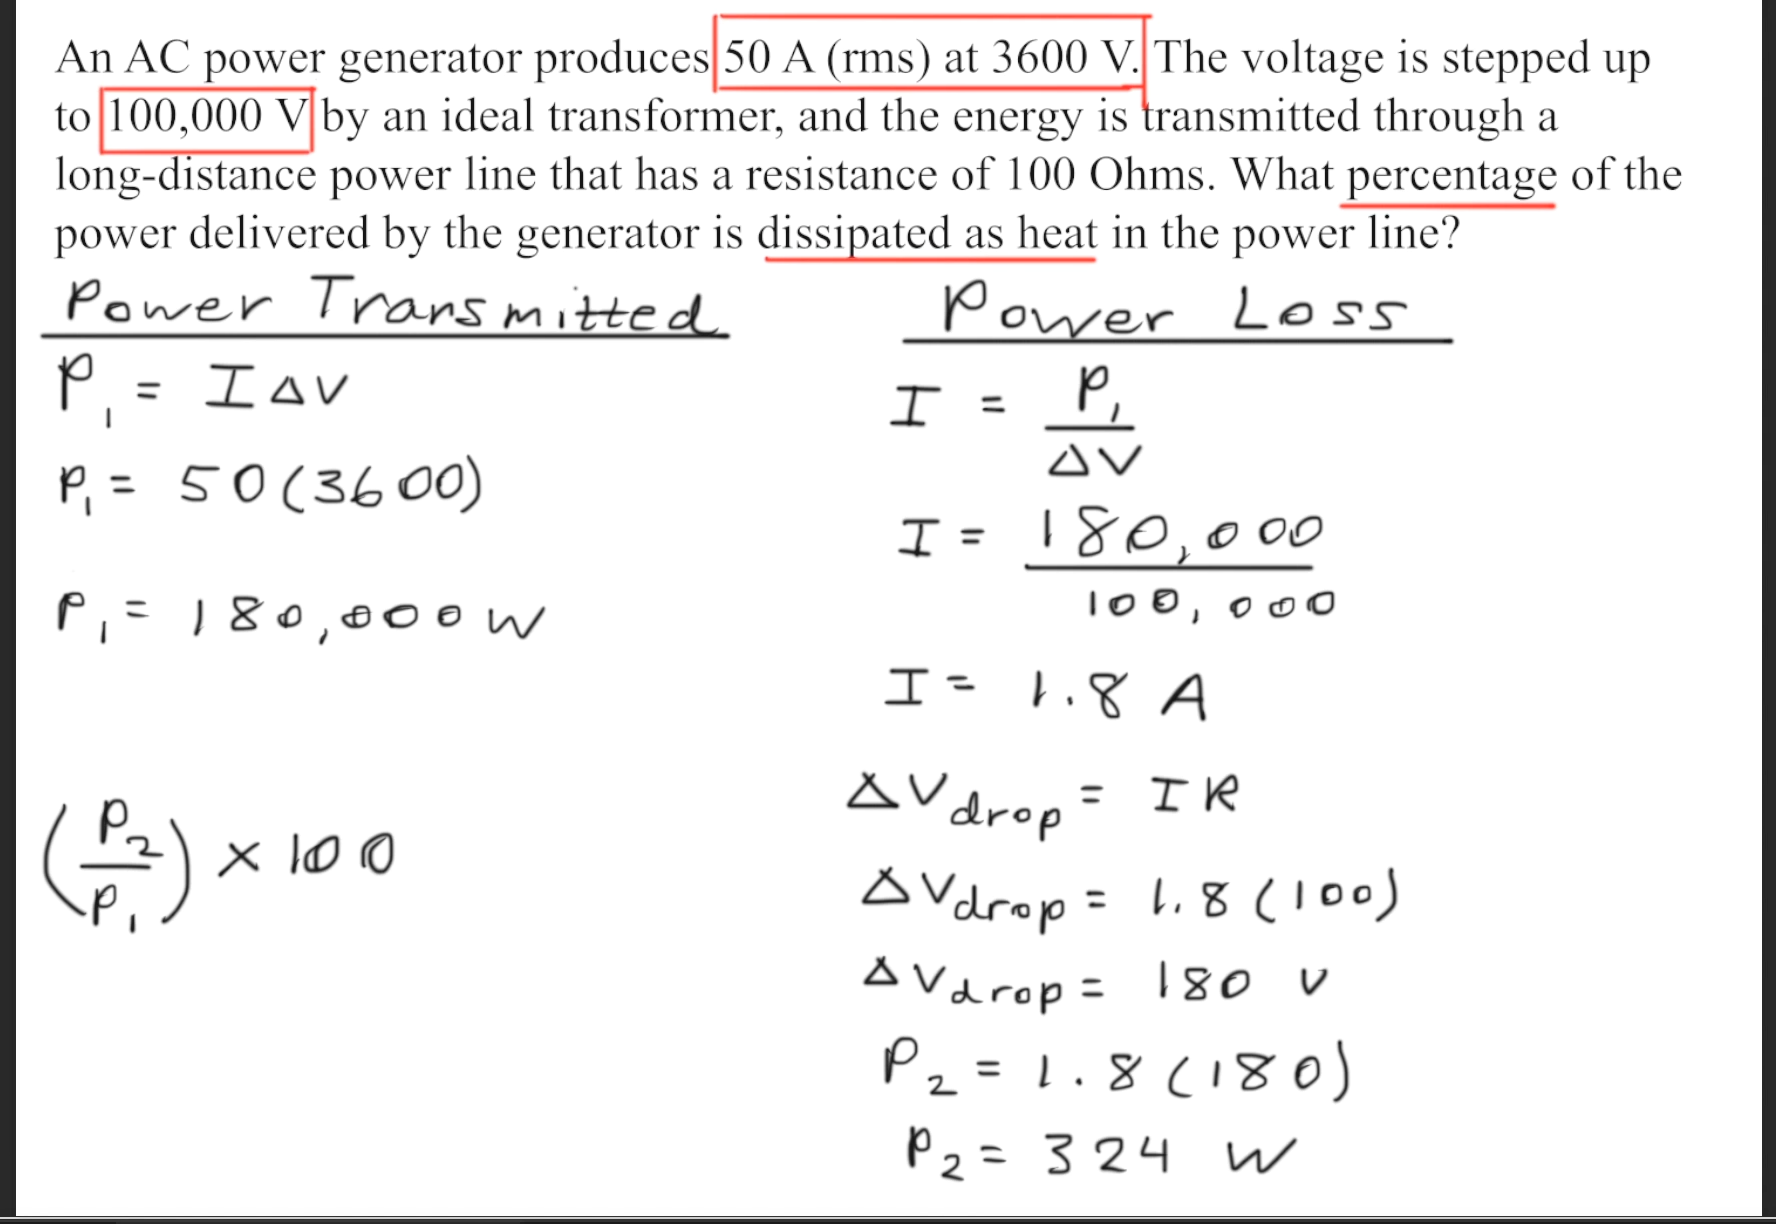 An AC power generator produces 50 A (rms) at 3600 V. The voltage is stepped up
to 100,000 V by an ideal transformer, and the energy is transmitted through a
long-distance power line that has a resistance of 100 Ohms. What percentage of the
power delivered by the generator is dissipated as heat in the power line?
Power Transmitted
P₁ = I ΔV
P₁ = 50(3600)
P₁ = 180,000 W
(P₂/P₁) × 100
Power Loss
I = P₁/ΔV
I = 180,000/100,000
I = 1.8 A
ΔVdrop = IR
ΔVdrop = 1.8(100)
ΔVdrop = 180 V
P₂ = 1.8(180)
P₂ = 324 W